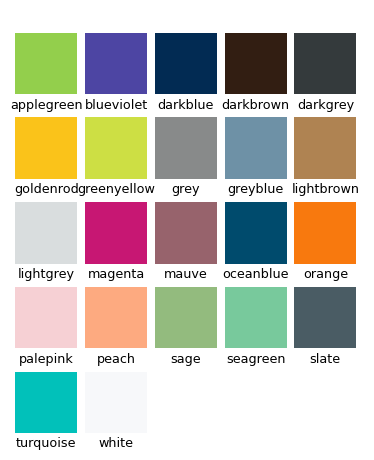 applegreen blueviolet darkblue darkbrown darkgrey
goldenrod greenyellow grey greyblue lightbrown
lightgrey magenta mauve oceanblue orange
palepink peach sage seagreen slate
turquoise white